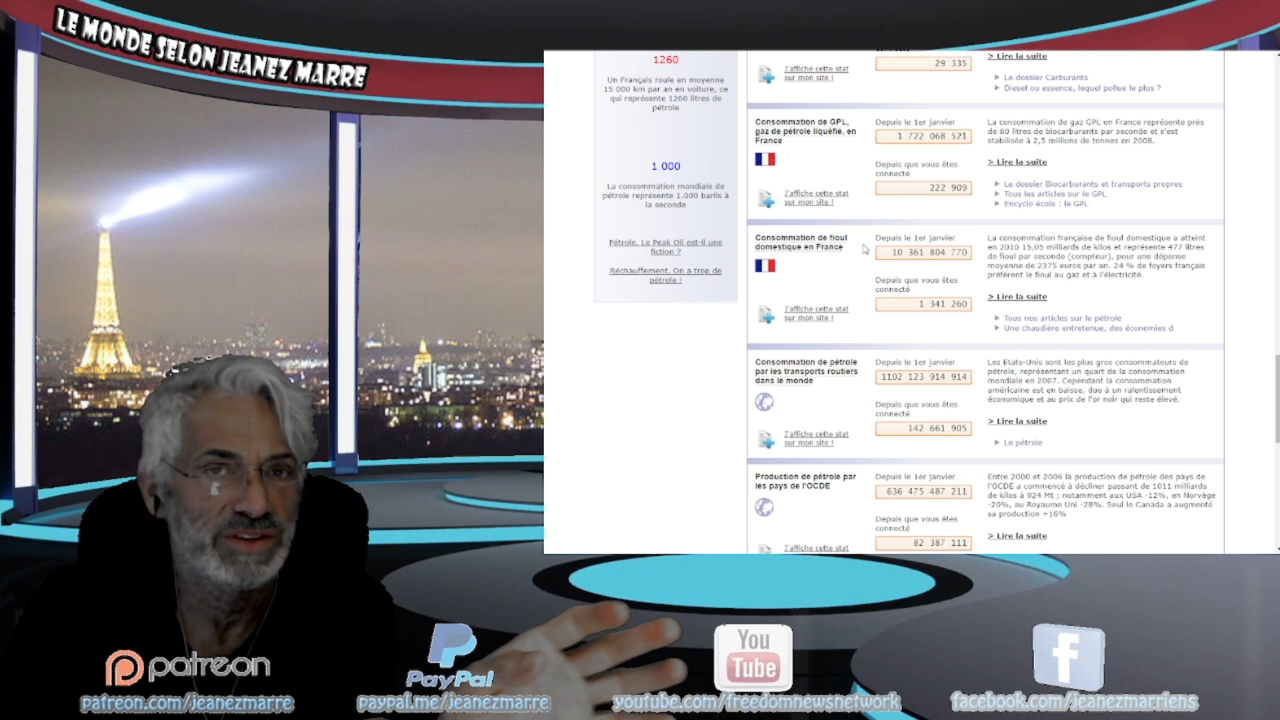 LE MONDE SELON JEANEZ MARRE
1260
Un Français roule en moyenne
15 000 km par an en voiture, ce
qui représente 1260 litres de
pétrole
1 000
La consommation mondiale de
pétrole représente 1.000 barils à
la seconde
Pétrole. Le Peak Oil est-il une
fiction ?
Réchauffement. On a trop de
pétrole !
J'affiche cette stat
sur mon site !
29 335
> Lire la suite
Le dossier Carburants
Diesel ou essence, lequel pollue le plus ?
Consommation de GPL,
gaz de pétrole liquéfié, en
France
J'affiche cette stat
sur mon site !
Depuis le 1er janvier
1 722 068 521
Depuis que vous êtes
connecté
222 909
La consommation de gaz GPL en France représente près
de 80 litres de biocarburants par seconde et s'est
stabilisée à 2,5 millions de tonnes en 2008.
> Lire la suite
Le dossier Biocarburants et transports propres
Tous les articles sur le GPL
Encyclo école : le GPL
Consommation de fioul
domestique en France
J'affiche cette stat
sur mon site !
Depuis le 1er janvier
10 361 804 770
Depuis que vous êtes
connecté
1 341 260
La consommation française de fioul domestique a atteint
en 2010 15,05 milliards de kilos et représente 477 litres
de fioul par seconde (compteur), pour une dépense
moyenne de 2375 euros par an. 24 % de foyers français
préfèrent le fioul au gaz et à l'électricité.
> Lire la suite
Tous nos articles sur le pétrole
Une chaudière entretenue, des économies d
Consommation de pétrole
par les transports routiers
dans le monde
J'affiche cette stat
sur mon site !
Depuis le 1er janvier
1102 123 914 914
Depuis que vous êtes
connecté
142 661 905
Les Etats-Unis sont les plus gros consommateurs de
pétrole, représentant un quart de la consommation
mondiale en 2007. Cependant la consommation
américaine est en baisse, due à un ralentissement
économique et au prix de l'or noir qui reste élevé.
> Lire la suite
Le pétrole
Production de pétrole par
les pays de l'OCDE
J'affiche cette stat
Depuis le 1er janvier
636 475 487 211
Depuis que vous êtes
connecté
82 387 111
Entre 2000 et 2006 la production de pétrole des pays de
l'OCDE a commencé à décliner passant de 1011 milliards
de kilos à 924 Mt ; notamment aux USA -12%, en Norvège
-20%, au Royaume Uni -28%. Seul le Canada a augmenté
sa production +16%
> Lire la suite
patreon
PayPal
You
Tube
f
patreon.com/jeanezmarre
paypal.me/jeanezmarre
youtube.com/freedomnewsnetwork
facebook.com/jeanezmarriens